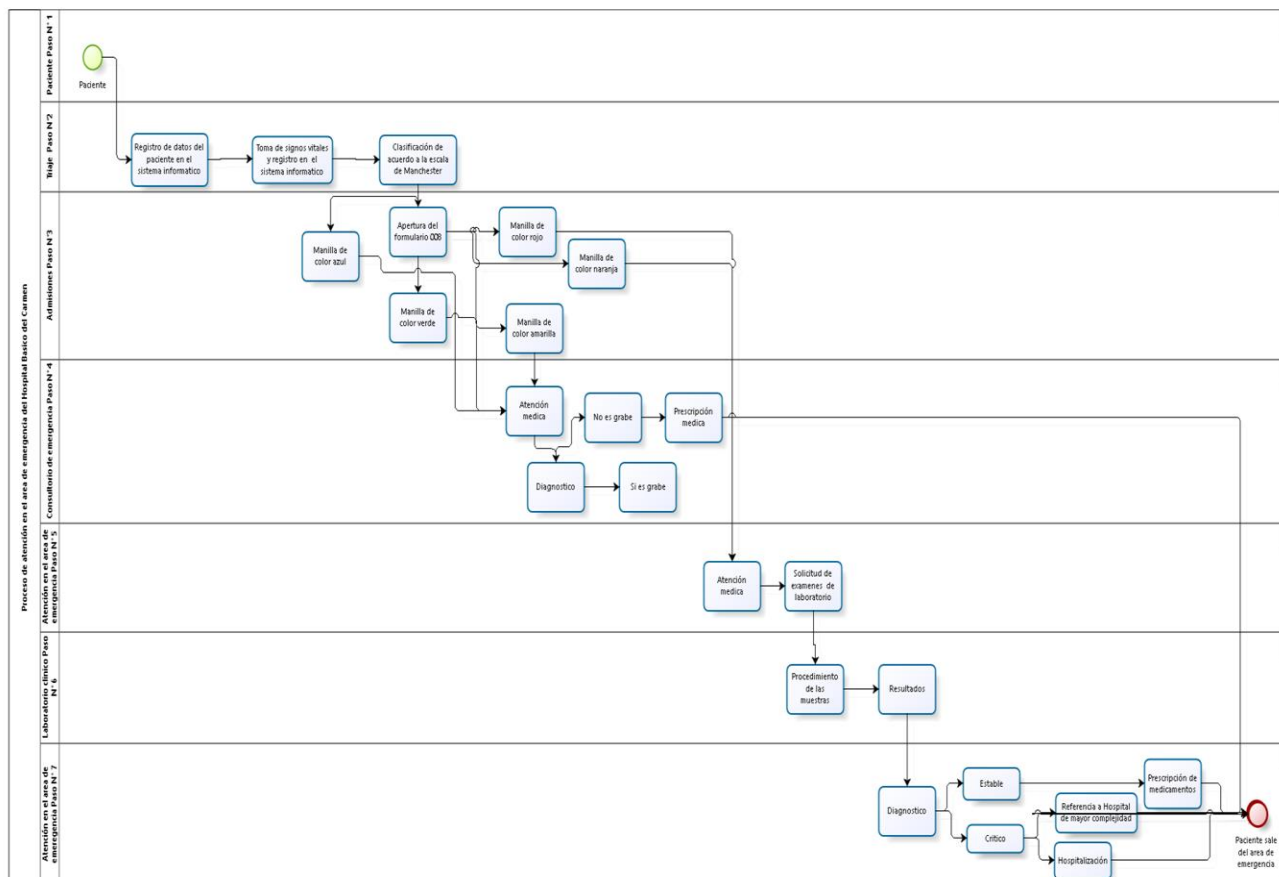 Proceso de atención en el area de emergencia del Hospital Basico del Carmen
Paciente Paso N° 1
Paciente
Triaje Paso N°2
Registro de datos del
paciente en el
sistema informatico
Toma de signos vitales
y registro en el
sistema informatico
Clasificación de
acuerdo a la escala
de Manchester
Admisiones Paso N°3
Manilla de
color azul
Apertura del
formulario 008
Manilla de
color rojo
Manilla de
color naranja
Manilla de
color verde
Manilla de
color amarilla
Consultorio de emergencia Paso N° 4
Atención
medica
No es grabe
Prescripción
medica
Diagnostico
Si es grabe
Atención en el area de
emergencia Paso N° 5
Atención
medica
Solicitud de
examenes de
laboratorio
Laboratorio clinico Paso
N° 6
Procedimiento
de las
muestras
Resultados
Atención en el area de
emeregencia Paso N° 7
Diagnostico
Estable
Critico
Referencia a Hospital
de mayor complejidad
Hospitalización
Prescripción de
medicamentos
Paciente sale
del area de
emergencia